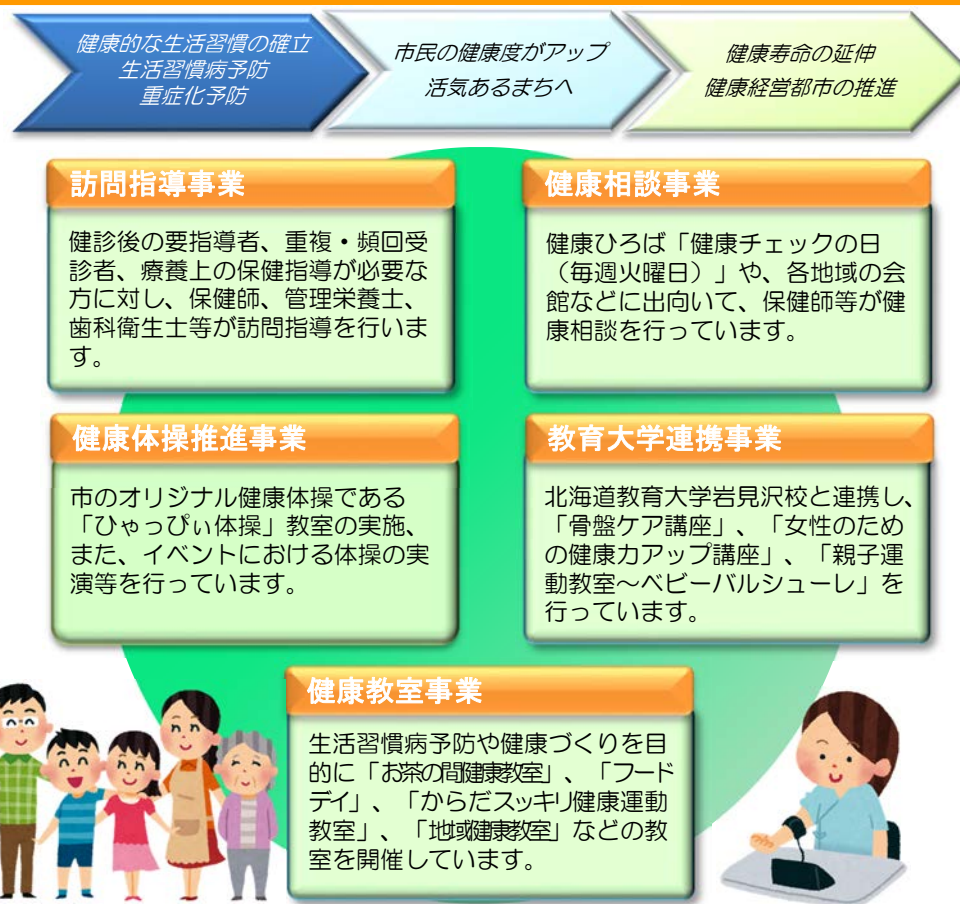 健康的な生活習慣の確立
生活習慣病予防
重症化予防
市民の健康度がアップ
活気あるまちへ
健康寿命の延伸
健康経営都市の推進
訪問指導事業
健診後の要指導者、重複・頻回受
診者、療養上の保健指導が必要な
方に対し、保健師、管理栄養士、
歯科衛生士等が訪問指導を行いま
す。
健康相談事業
健康ひろば「健康チェックの日
（毎週火曜日）」や、各地域の会
館などに出向いて、保健師等が健
康相談を行っています。
健康体操推進事業
市のオリジナル健康体操である
「ひゃっぴぃ体操」教室の実施、
また、イベントにおける体操の実
演等を行っています。
教育大学連携事業
北海道教育大学岩見沢校と連携し、
「骨盤ケア講座」、「女性のため
の健康力アップ講座」、「親子運
動教室～ベビーバルシューレ」を
行っています。
健康教室事業
生活習慣病予防や健康づくりを目
的に「お茶の間健康教室」、「フード
デイ」、「からだスッキリ健康運動
教室」、「地域健康教室」などの教
室を開催しています。